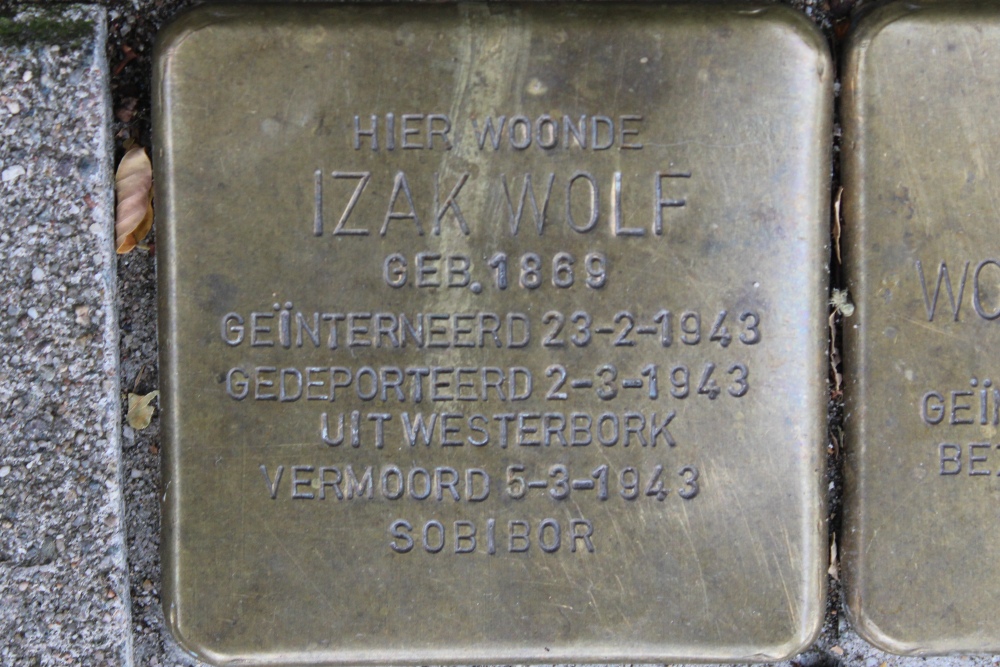 HIER WOONDE
IZAK WOLF
GEB. 1869
GEÏNTERNEERD 23-2-1943
GEDEPORTEERD 2-3-1943
UIT WESTERBORK
VERMOORD 5-3-1943
SOBIBOR